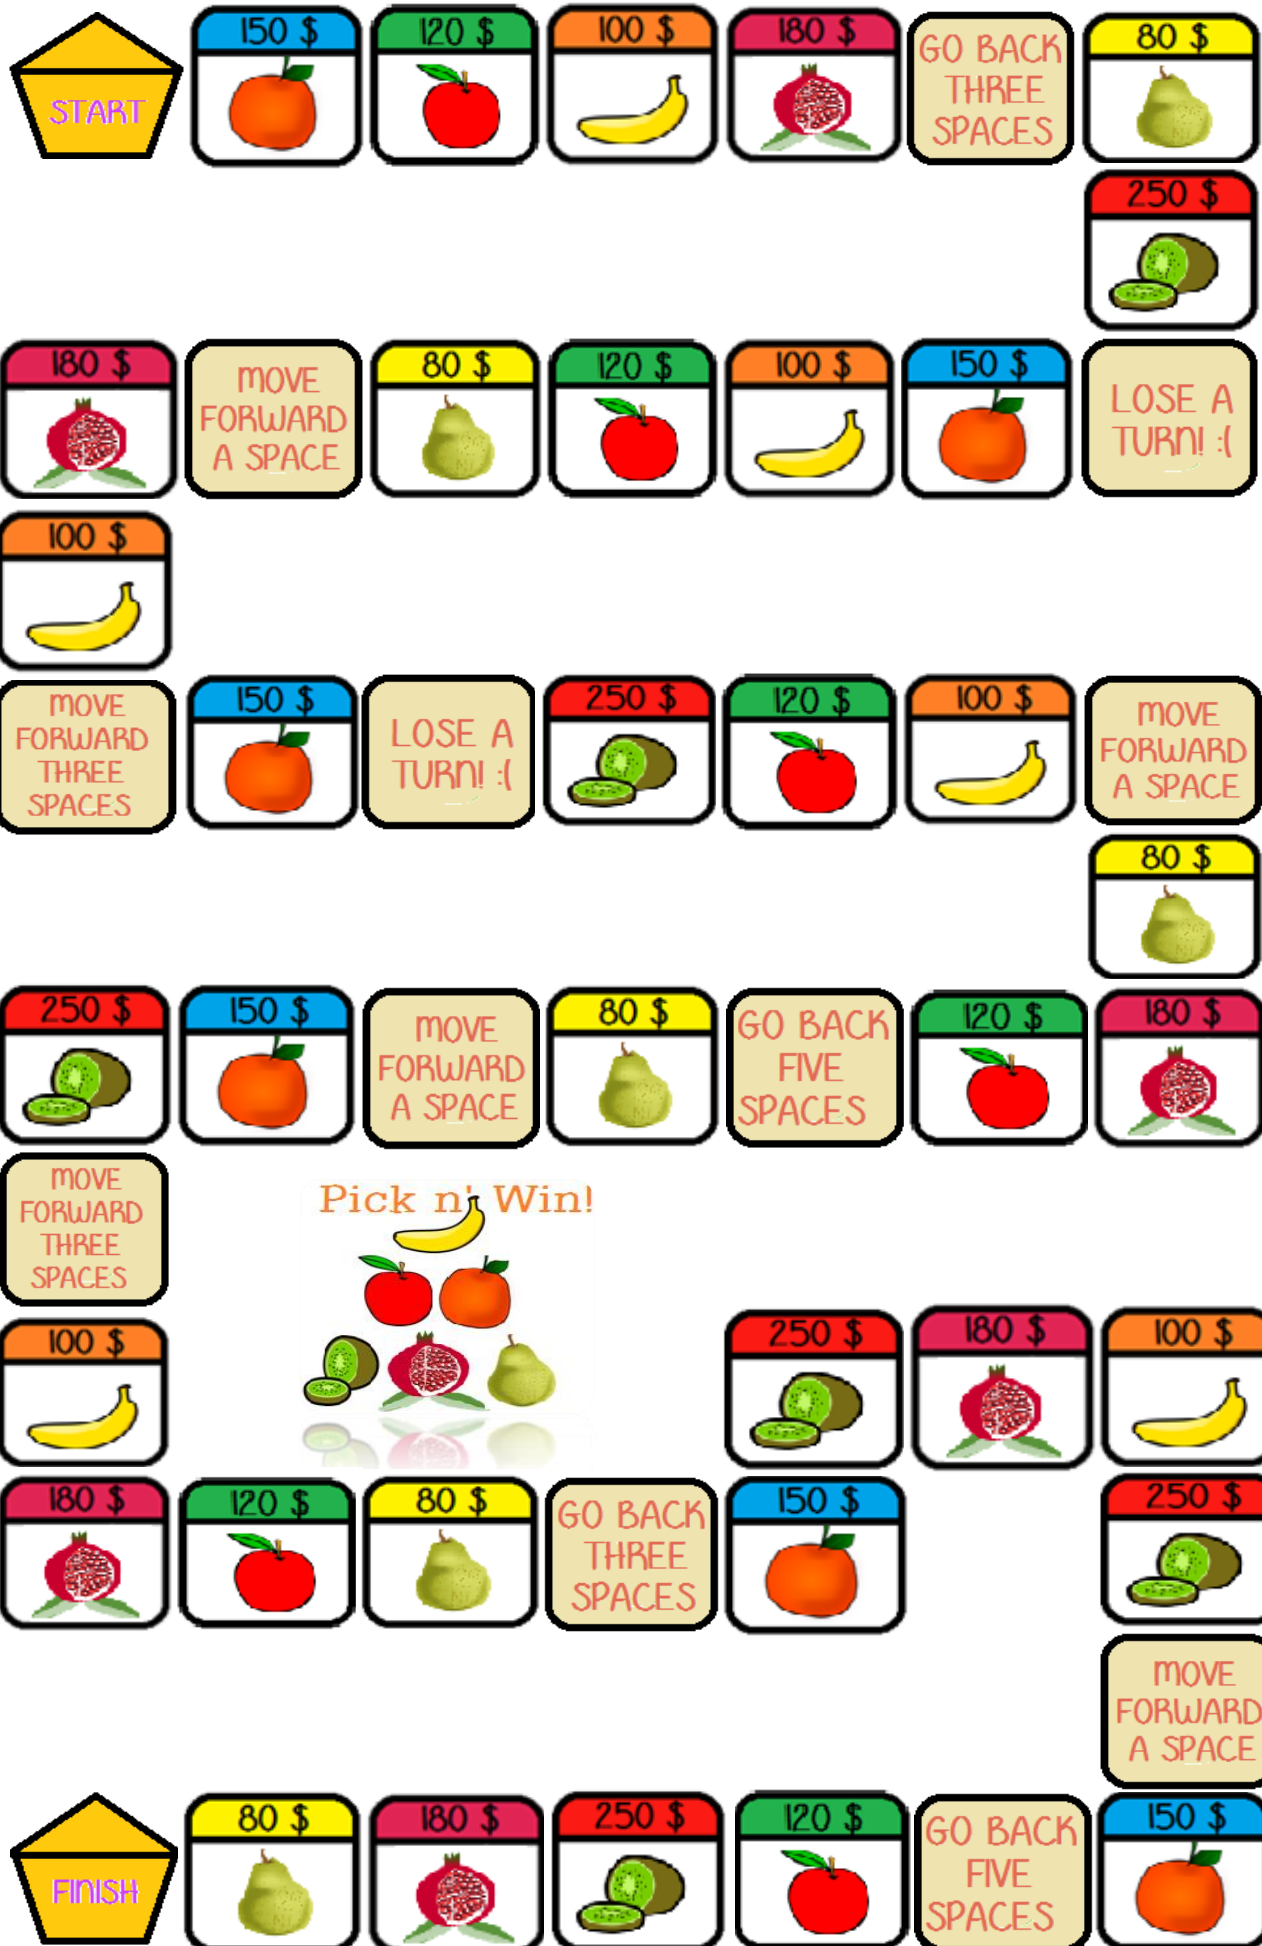 START
150 $
120 $
100 $
180 $
GO BACK
THREE
SPACES
80 $
250 $
180 $
MOVE
FORWARD
A SPACE
80 $
120 $
100 $
150 $
LOSE A
TURN! :(
100 $
MOVE
FORWARD
THREE
SPACES
150 $
LOSE A
TURN! :(
250 $
120 $
100 $
MOVE
FORWARD
A SPACE
80 $
250 $
150 $
MOVE
FORWARD
A SPACE
80 $
GO BACK
FIVE
SPACES
120 $
180 $
MOVE
FORWARD
THREE
SPACES
Pick n' Win!
100 $
250 $
180 $
100 $
180 $
120 $
80 $
GO BACK
THREE
SPACES
150 $
250 $
MOVE
FORWARD
A SPACE
FINISH
80 $
180 $
250 $
120 $
GO BACK
FIVE
SPACES
150 $